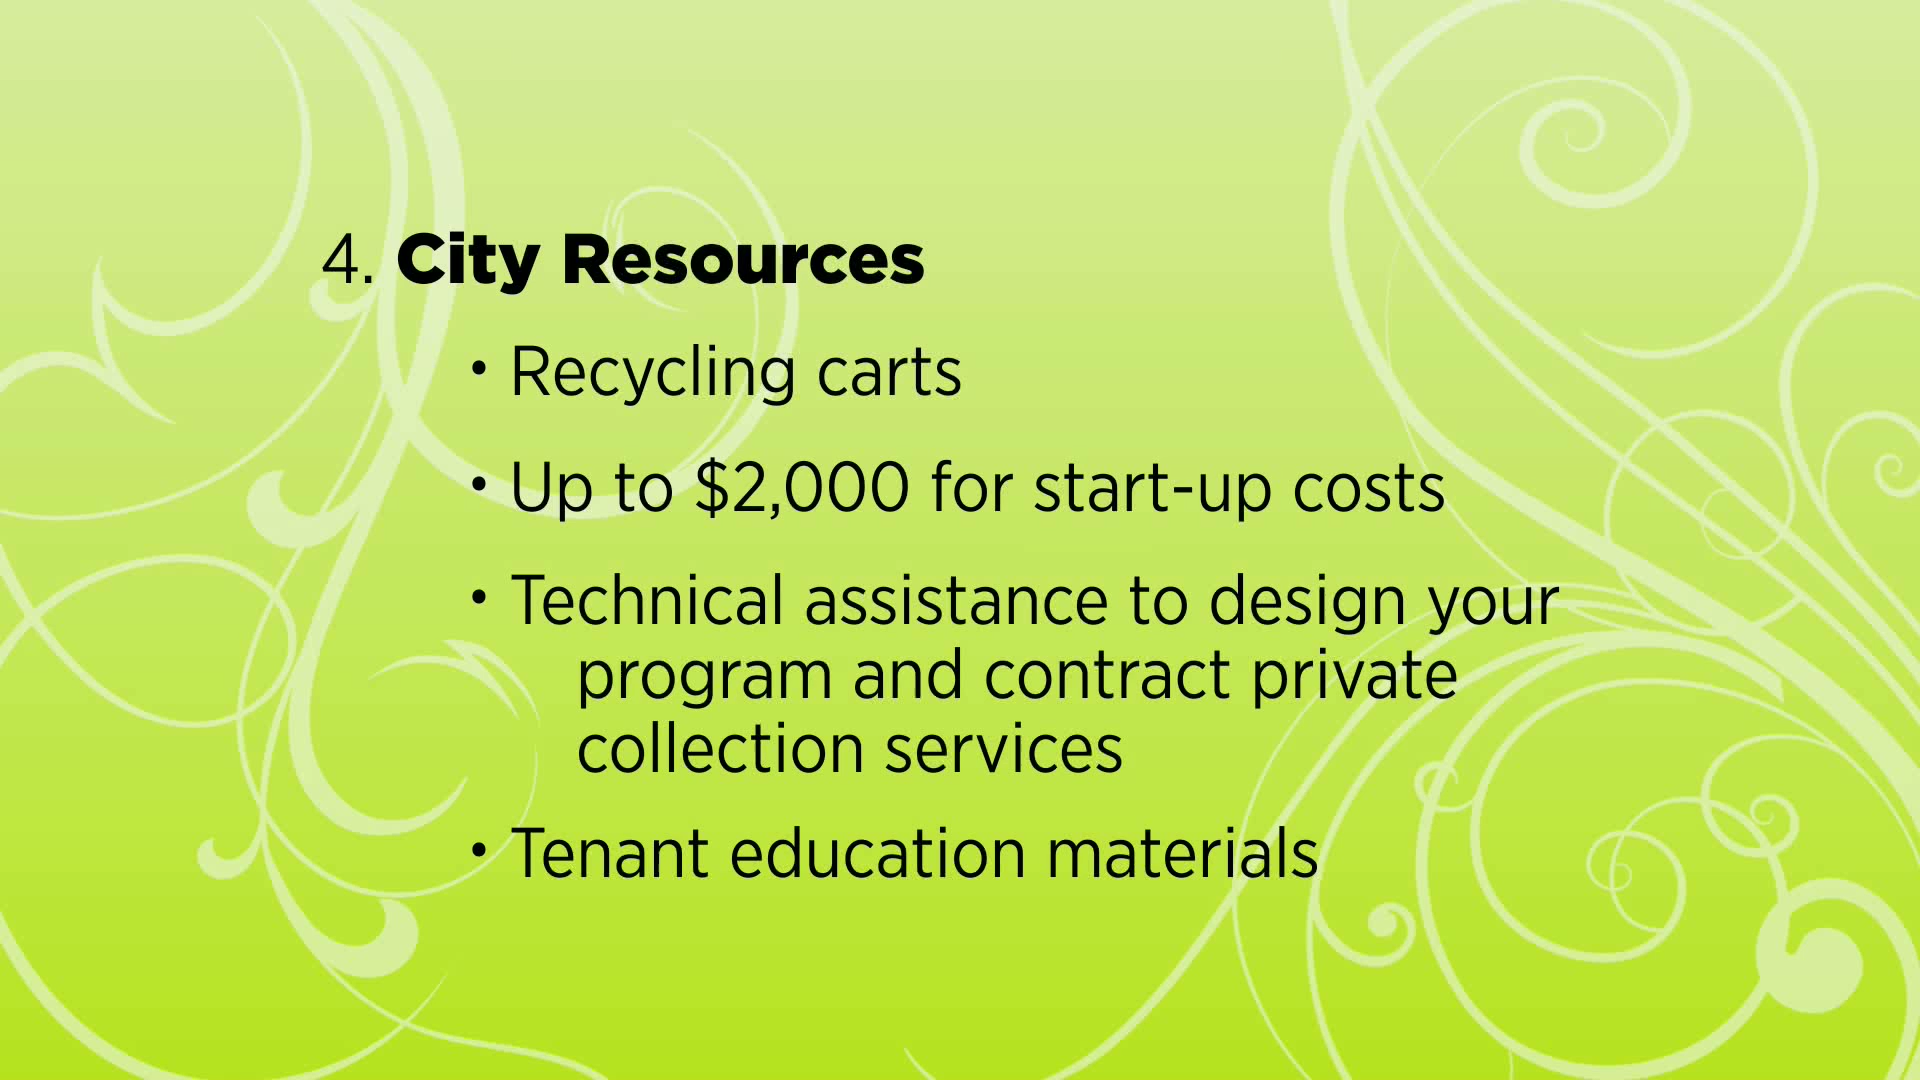 4. City Resources
• Recycling carts
• Up to $2,000 for start-up costs
• Technical assistance to design your
program and contract private
collection services
• Tenant education materials